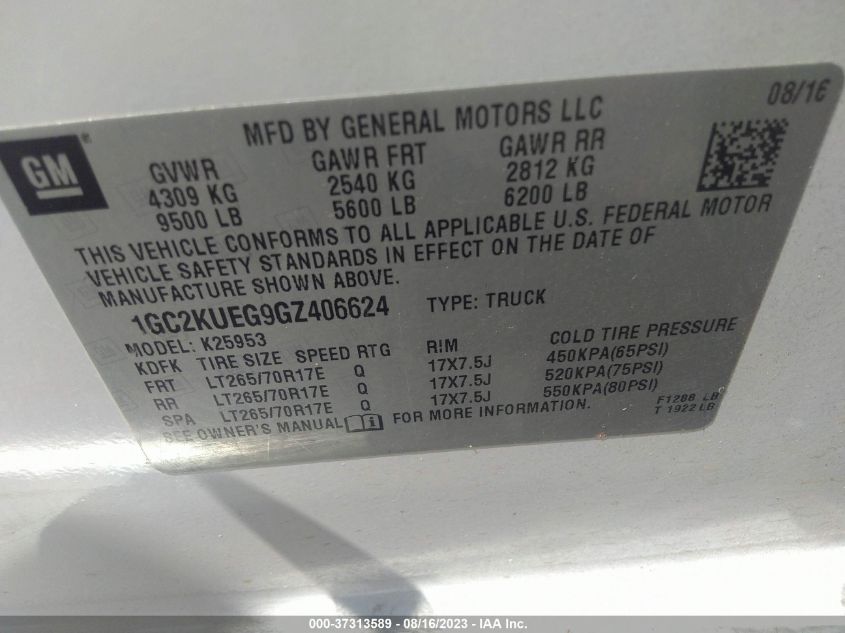 GM ®
MFD BY GENERAL MOTORS LLC
08/16
GVWR GAWR FRT GAWR RR
4309 KG 2540 KG 2812 KG
9500 LB 5600 LB 6200 LB
THIS VEHICLE CONFORMS TO ALL APPLICABLE U.S. FEDERAL MOTOR
VEHICLE SAFETY STANDARDS IN EFFECT ON THE DATE OF
MANUFACTURE SHOWN ABOVE.
1GC2KUEG9GZ406624 TYPE: TRUCK
MODEL: K25953
KDFK TIRE SIZE SPEED RTG RIM COLD TIRE PRESSURE
FRT LT265/70R17E Q 17X7.5J 450KPA(65PSI)
RR LT265/70R17E Q 17X7.5J 520KPA(75PSI)
SPA LT265/70R17E Q 17X7.5J 550KPA(80PSI)
SEE OWNER'S MANUAL FOR MORE INFORMATION.
F1288 LB
T 1922 LB
000-37313589 - 08/16/2023 - IAA Inc.